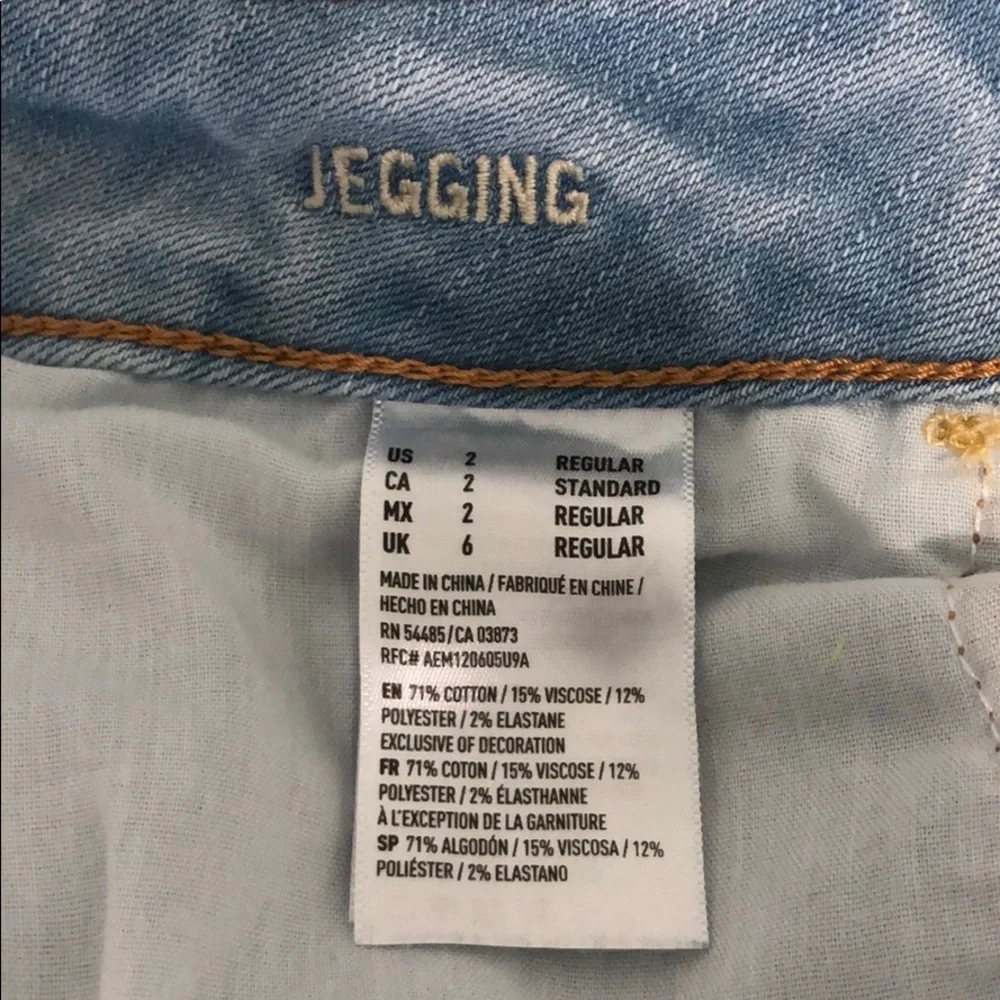 JEGGING
US 2 REGULAR
CA 2 STANDARD
MX 2 REGULAR
UK 6 REGULAR
MADE IN CHINA / FABRIQUÉ EN CHINE /
HECHO EN CHINA
RN 54485/CA 03873
RFC# AEM120605U9A
EN 71% COTTON / 15% VISCOSE / 12%
POLYESTER / 2% ELASTANE
EXCLUSIVE OF DECORATION
FR 71% COTON / 15% VISCOSE / 12%
POLYESTER / 2% ÉLASTHANNE
À L'EXCEPTION DE LA GARNITURE
SP 71% ALGODÓN / 15% VISCOSA / 12%
POLIÉSTER / 2% ELASTANO